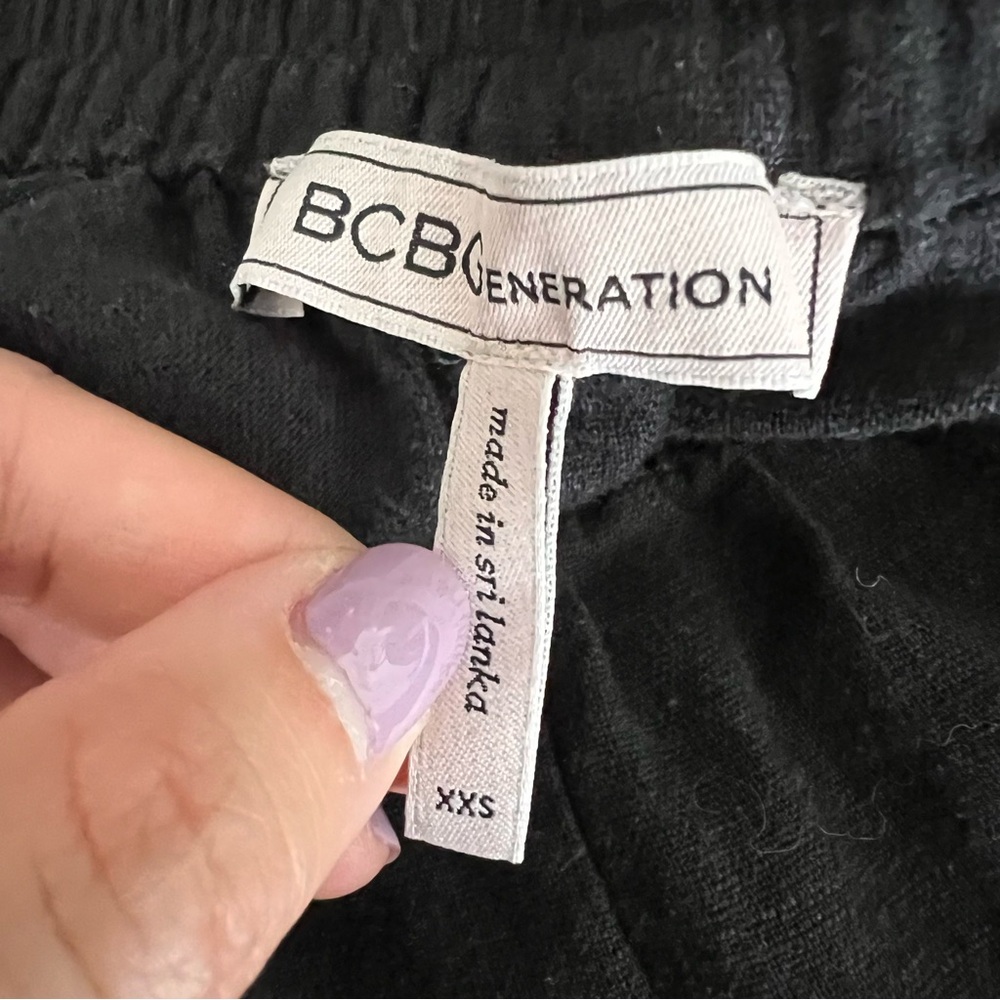 BCBGENERATION
made in sri lanka
XXS